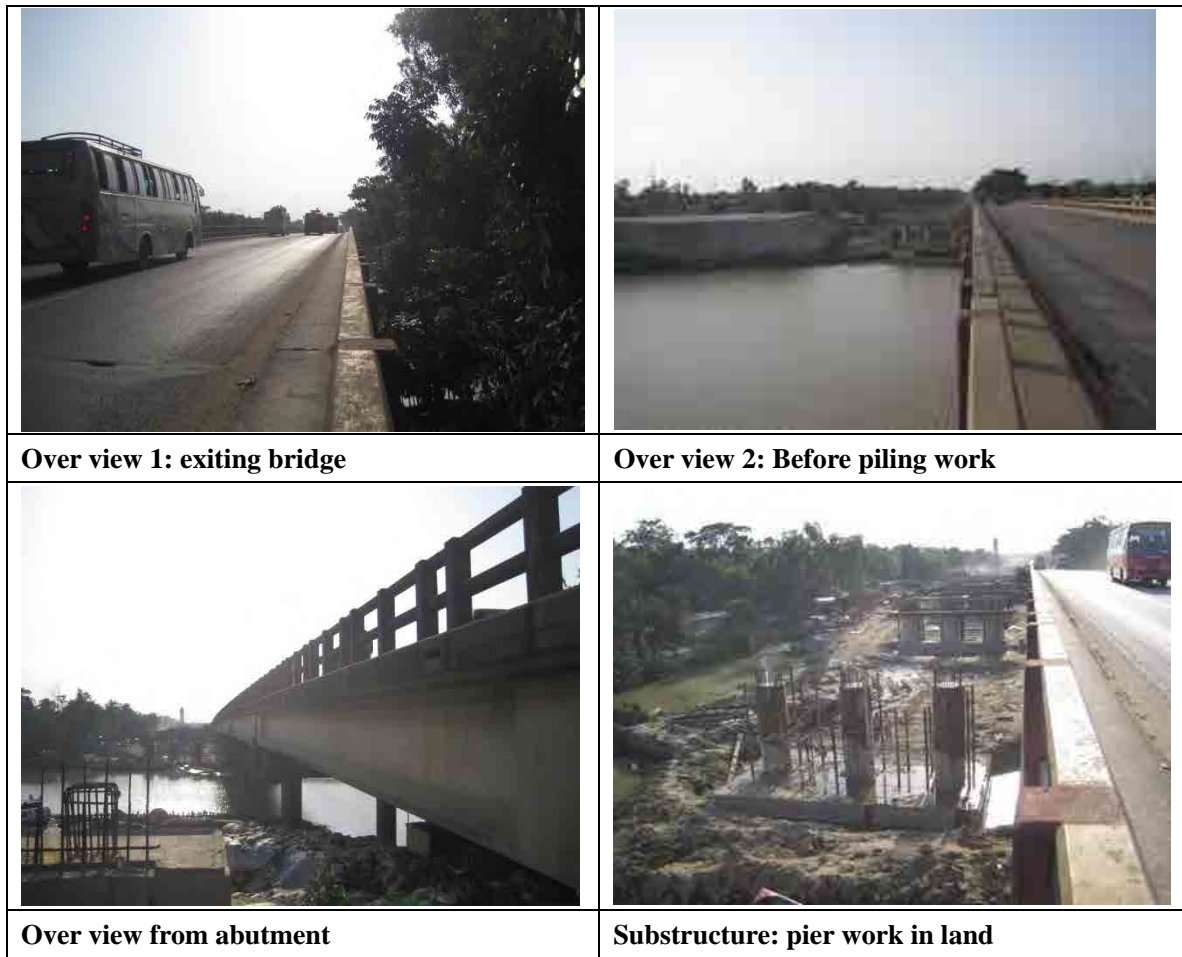 Over view 1: exiting bridge
Over view 2: Before piling work
Over view from abutment
Substructure: pier work in land